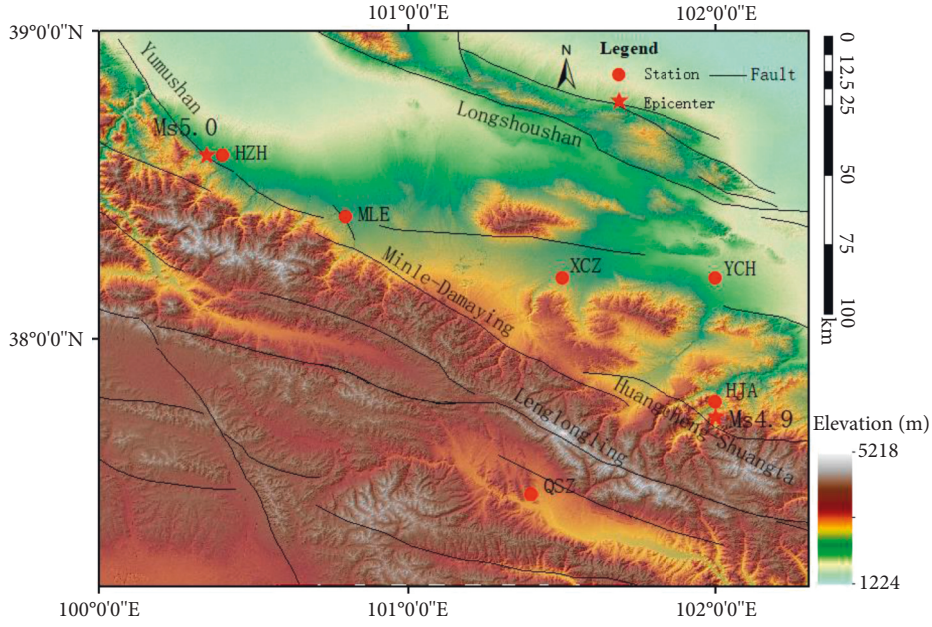 101°0'0"E 102°0'0"E
39°0'0"N
N
Legend
Station Fault
Epicenter
0
12.5
25
50
75
100
km
Yumushan
Longshoushan
Ms5.0
HZH
MLE
XCZ
YCH
Minle-Damaying
38°0'0"N
Huangcheng Shuangta
HJA
Ms4.9
Lenglongling
QSZ
Elevation (m)
5218
1224
100°0'0"E 101°0'0"E 102°0'0"E